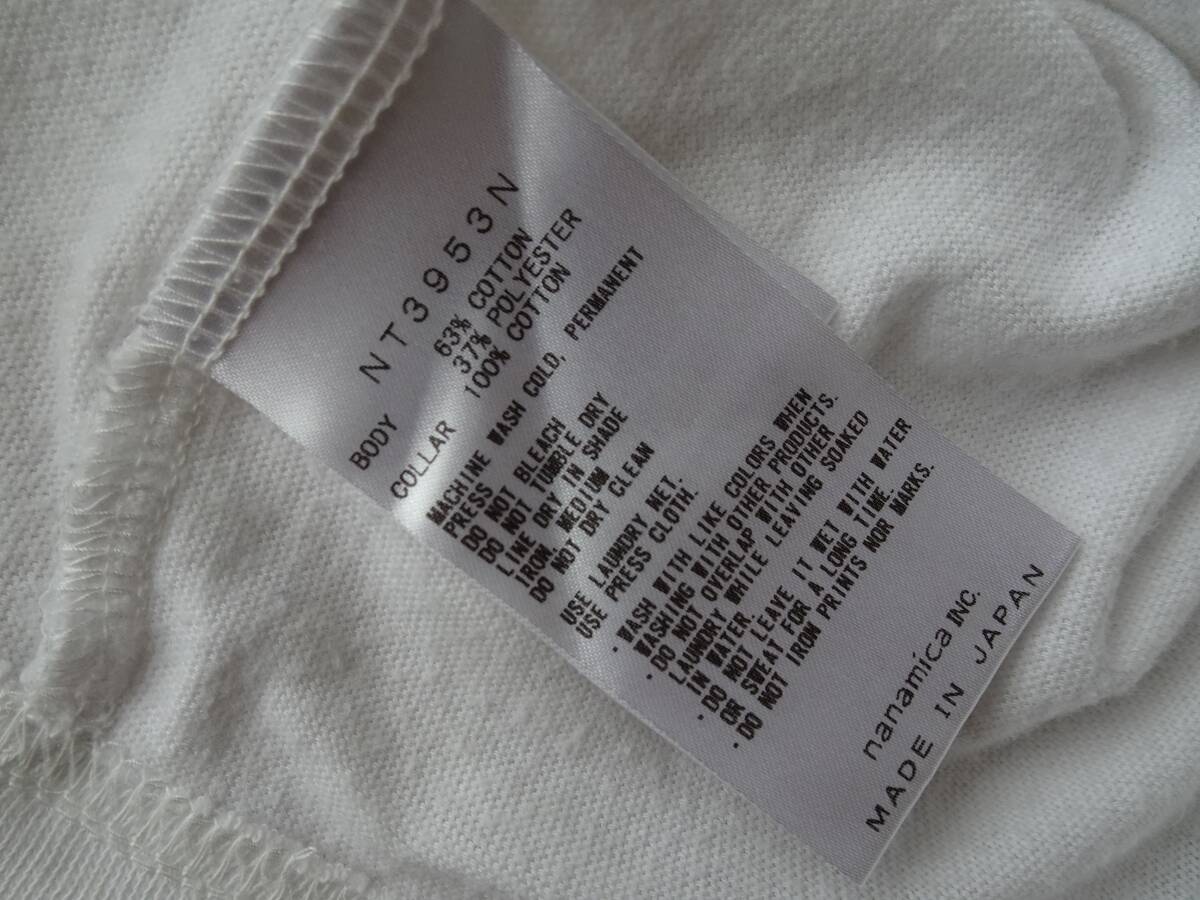 NT3953N
BODY 63% COTTON
37% POLYESTER
COLLAR 100% COTTON
MACHINE WASH COLD, PERMANENT
PRESS
DO NOT BLEACH
DO NOT TUMBLE DRY
LINE DRY IN SHADE
IRON MEDIUM
DO NOT DRY CLEAN
USE LAUNDRY NET.
USE PRESS CLOTH.
・WASH WITH LIKE COLORS WHEN
WASHING WITH OTHER PRODUCTS.
・DO NOT OVERLAP WITH OTHER
LAUNDRY WHILE LEAVING SOAKED
IN WATER.
・DO NOT LEAVE IT WET WITH WATER
OR SWEAT FOR A LONG TIME.
・DO NOT IRON PRINTS NOR MARKS.
nanamica INC.
MADE IN JAPAN